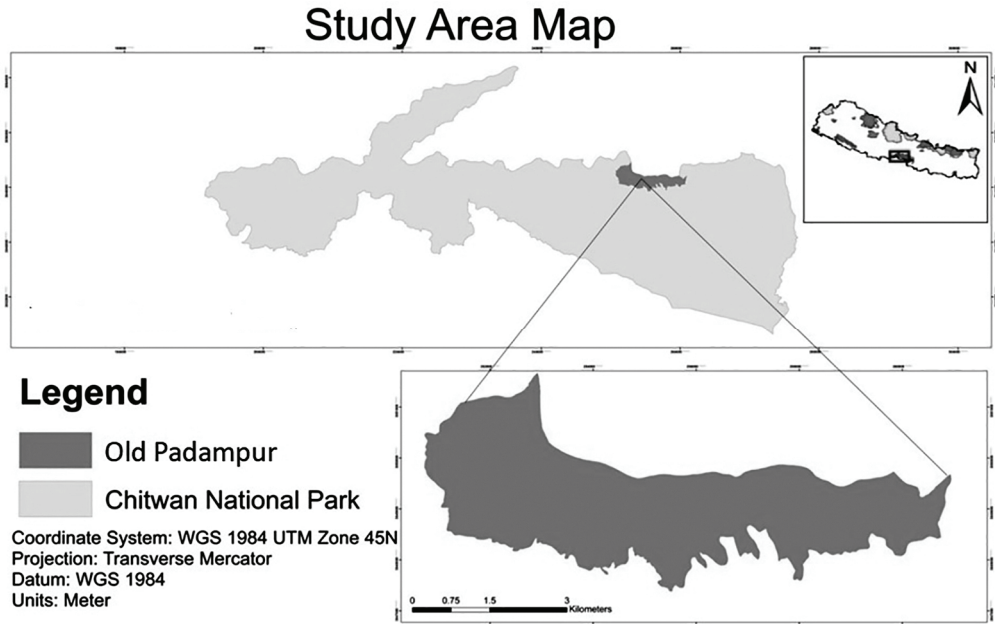 Study Area Map
N
Legend
Old Padampur
Chitwan National Park
Coordinate System: WGS 1984 UTM Zone 45N
Projection: Transverse Mercator
Datum: WGS 1984
Units: Meter
0 0.75 1.5 3
Kilometers